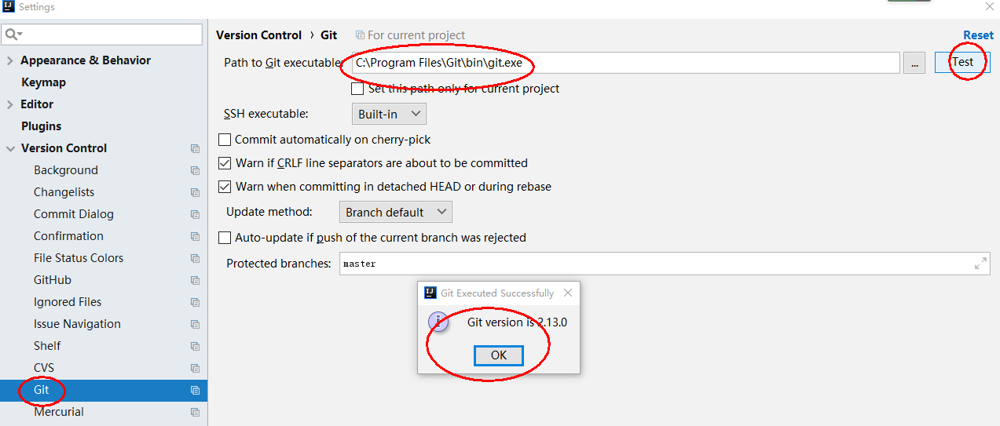 Settings
Version Control › Git For current project Reset
Appearance & Behavior
Keymap
Editor
Plugins
Version Control
Background
Changelists
Commit Dialog
Confirmation
File Status Colors
GitHub
Ignored Files
Issue Navigation
Shelf
CVS
Git
Mercurial
Path to Git executable: C:\Program Files\Git\bin\git.exe ... Test
Set this path only for current project
SSH executable: Built-in
Commit automatically on cherry-pick
Warn if CRLF line separators are about to be committed
Warn when committing in detached HEAD or during rebase
Update method: Branch default
Auto-update if push of the current branch was rejected
Protected branches: master
Git Executed Successfully
Git version is 2.13.0
OK